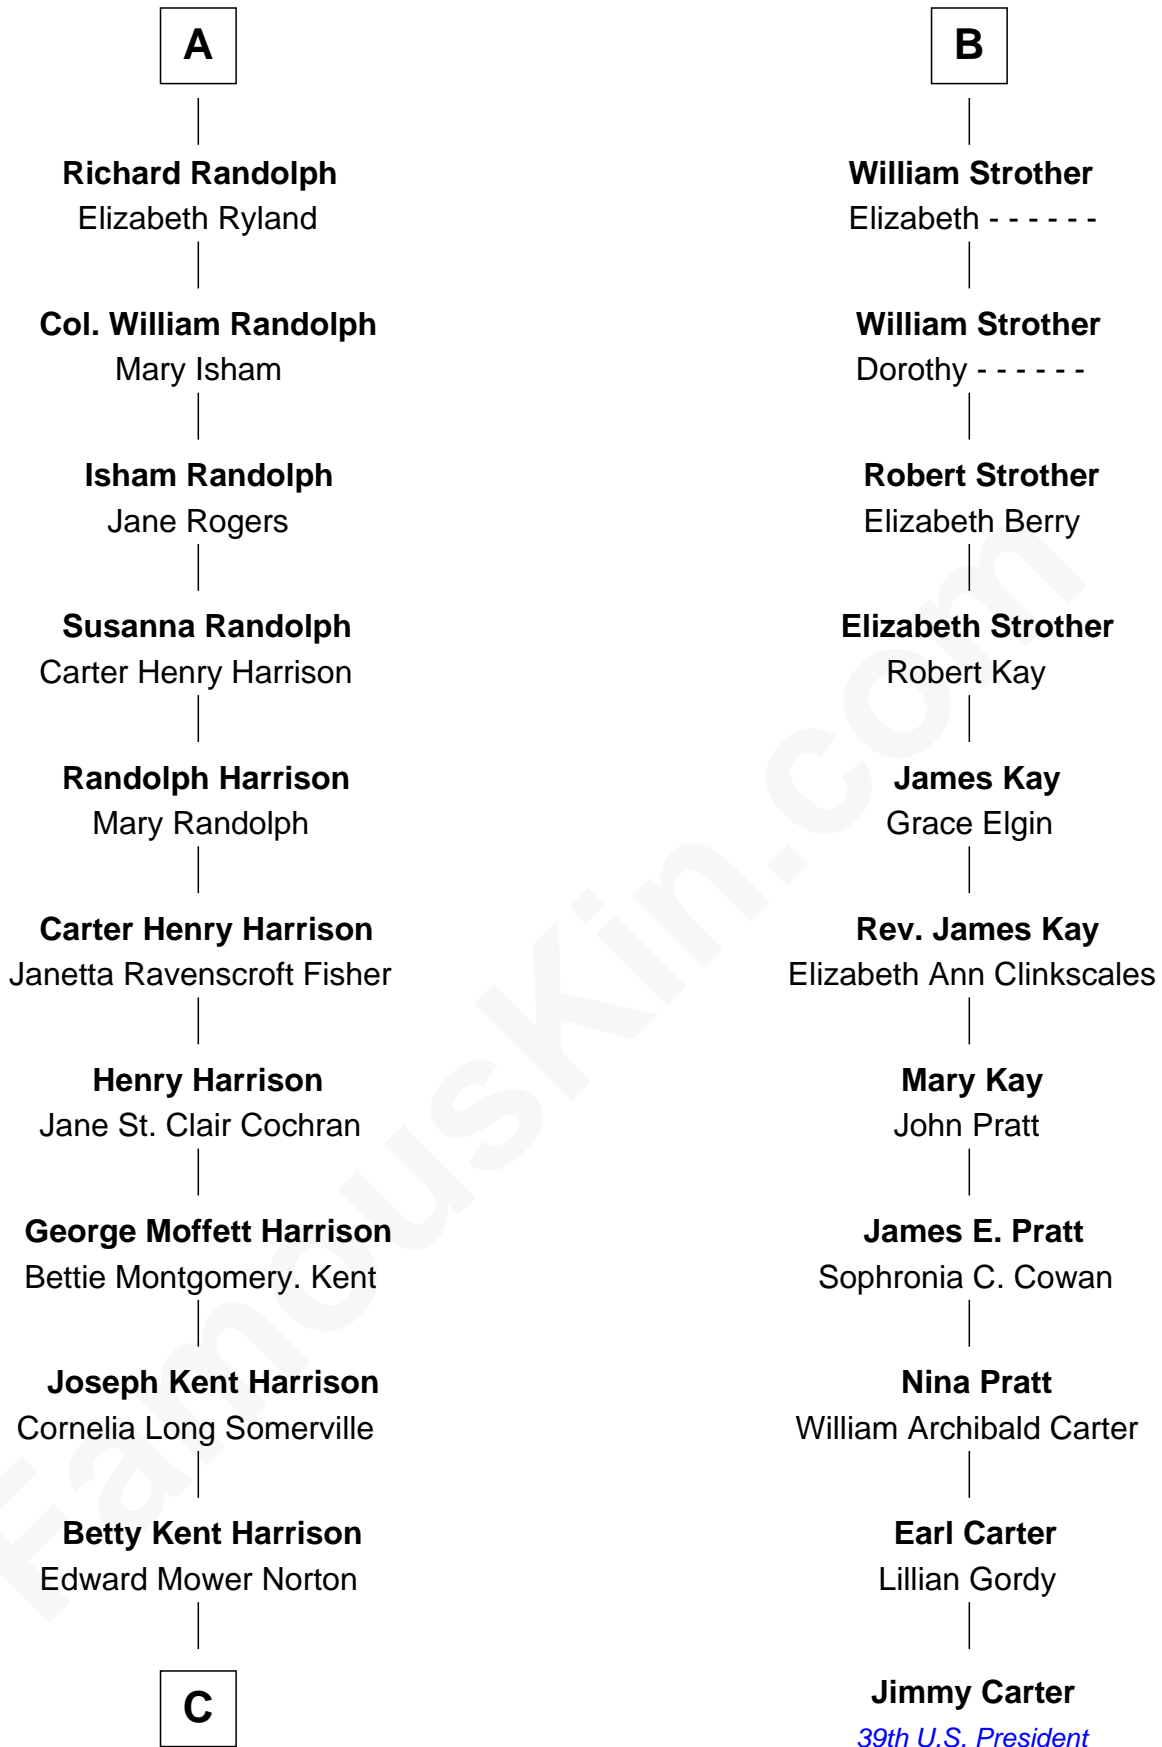 A
Richard Randolph
Elizabeth Ryland
Col. William Randolph
Mary Isham
Isham Randolph
Jane Rogers
Susanna Randolph
Carter Henry Harrison
Randolph Harrison
Mary Randolph
Carter Henry Harrison
Janetta Ravenscroft Fisher
Henry Harrison
Jane St. Clair Cochran
George Moffett Harrison
Bettie Montgomery. Kent
Joseph Kent Harrison
Cornelia Long Somerville
Betty Kent Harrison
Edward Mower Norton
C
B
William Strother
Elizabeth - - - - - -
William Strother
Dorothy - - - - - -
Robert Strother
Elizabeth Berry
Elizabeth Strother
Robert Kay
James Kay
Grace Elgin
Rev. James Kay
Elizabeth Ann Clinkscales
Mary Kay
John Pratt
James E. Pratt
Sophronia C. Cowan
Nina Pratt
William Archibald Carter
Earl Carter
Lillian Gordy
Jimmy Carter
39th U.S. President
FamousKin.com